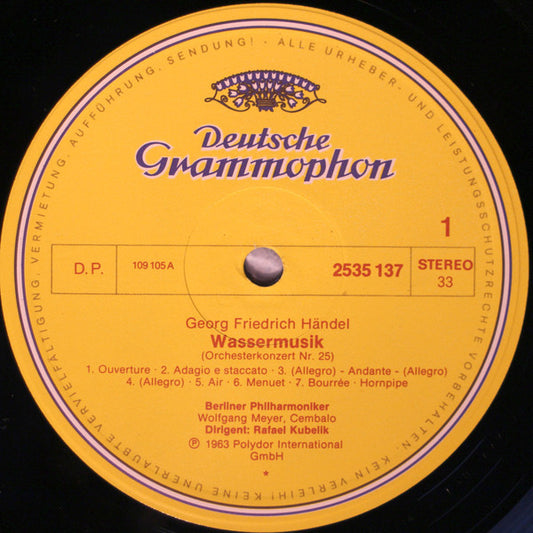 ALLE URHEBER- UND LEISTUNGSSCHUTZRECHTE VORBEHALTEN. KEIN VERLEIH! KEINE UNERLAUBTE VERVIELFÄLTIGUNG, VERMIETUNG, AUFFÜHRUNG, SENDUNG! -
Deutsche
Grammophon
1
D.P.
109 105 A
2535 137
STEREO
33
Georg Friedrich Händel
Wassermusik
(Orchesterkonzert Nr. 25)
1. Ouverture · 2. Adagio e staccato · 3. (Allegro) - Andante - (Allegro)
4. (Allegro) · 5. Air · 6. Menuet · 7. Bourrée · Hornpipe
Berliner Philharmoniker
Wolfgang Meyer, Cembalo
Dirigent: Rafael Kubelik
Ⓟ 1963 Polydor International
GmbH
*